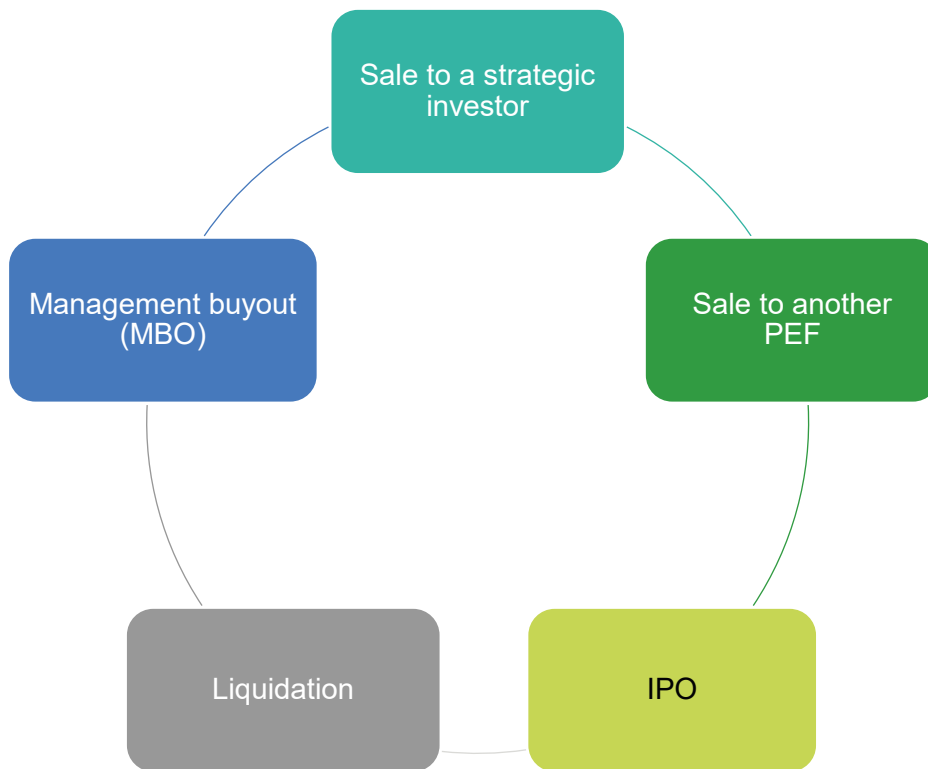 Sale to a strategic
investor
Management buyout
(MBO)
Sale to another
PEF
Liquidation
IPO